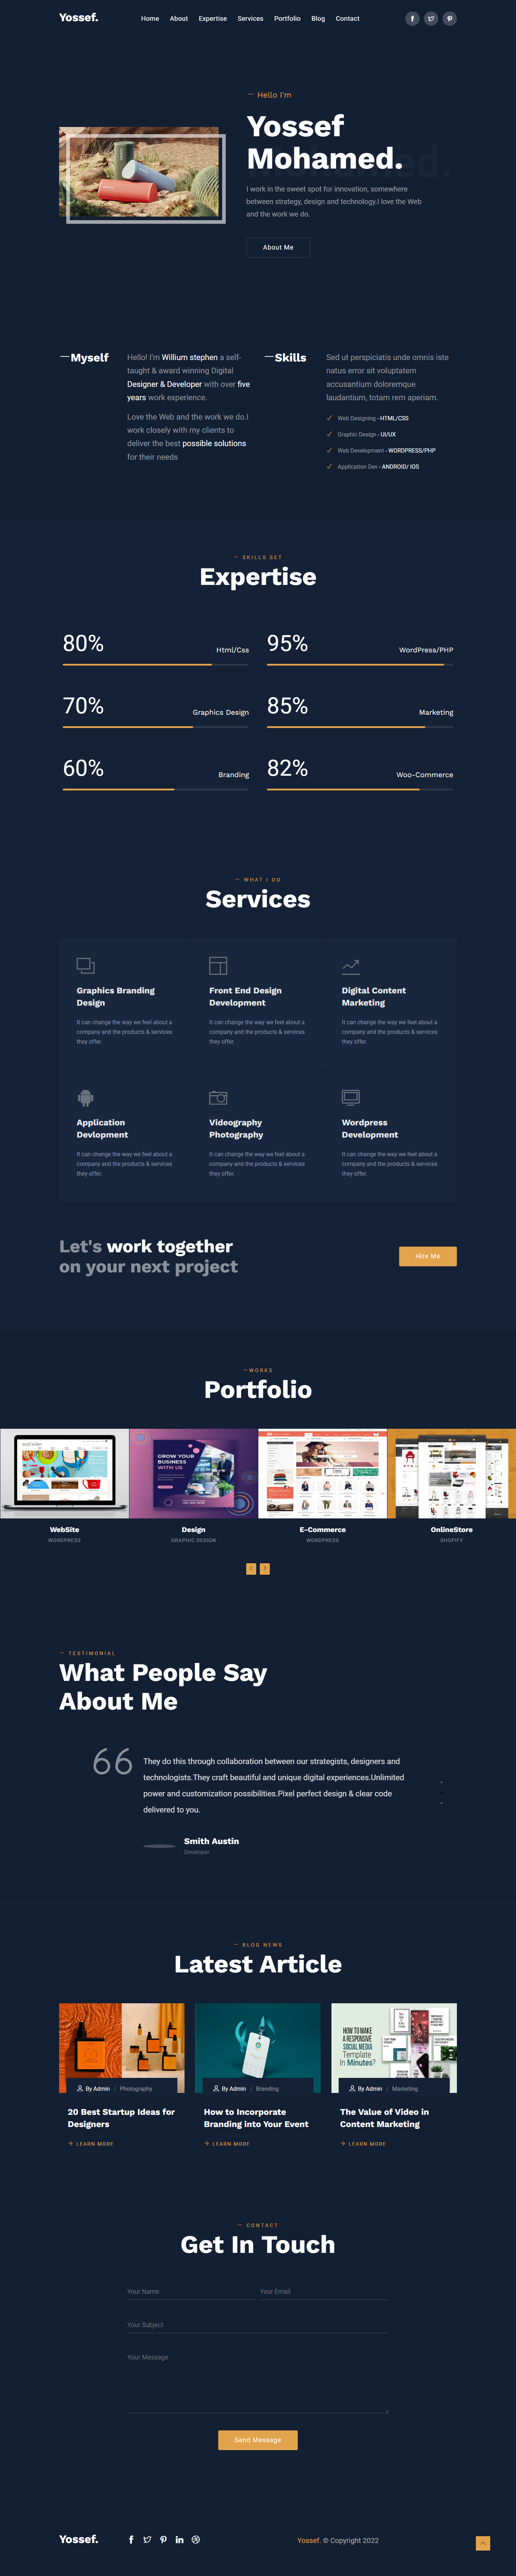 Yossef.
Home About Expertise Services Portfolio Blog Contact
Hello I'm
Yossef
Mohamed.
I work in the sweet spot for innovation, somewhere
between strategy, design and technology.I love the Web
and the work we do.
About Me
Myself
Hello! I'm Willium stephen a self-
taught & award winning Digital
Designer & Developer with over five
years work experience.
Love the Web and the work we do.I
work closely with my clients to
deliver the best possible solutions
for their needs
Skills
Sed ut perspiciatis unde omnis iste
natus error sit voluptatem
accusantium doloremque
laudantium, totam rem aperiam.
Web Designing - HTML/CSS
Graphic Design - UI/UX
Web Development - WORDPRESS/PHP
Application Dev - ANDROID/ IOS
SKILLS SET
Expertise
80% Html/Css
95% WordPress/PHP
70% Graphics Design
85% Marketing
60% Branding
82% Woo-Commerce
WHAT I DO
Services
Graphics Branding
Design
It can change the way we feel about a
company and the products & services
they offer.
Front End Design
Development
It can change the way we feel about a
company and the products & services
they offer.
Digital Content
Marketing
It can change the way we feel about a
company and the products & services
they offer.
Application
Devlopment
It can change the way we feel about a
company and the products & services
they offer.
Videography
Photography
It can change the way we feel about a
company and the products & services
they offer.
Wordpress
Development
It can change the way we feel about a
company and the products & services
they offer.
Let's work together
on your next project
Hire Me
WORKS
Portfolio
GROW YOUR
BUSINESS
WITH US
WebSite
WORDPRESS
Design
GRAPHIC DESIGN
E-Commerce
WORDPRESS
OnlineStore
SHOPIFY
TESTIMONIAL
What People Say
About Me
They do this through collaboration between our strategists, designers and
technologists.They craft beautiful and unique digital experiences.Unlimited
power and customization possibilities.Pixel perfect design & clear code
delivered to you.
Smith Austin
Developer
BLOG NEWS
Latest Article
By Admin | Photography
20 Best Startup Ideas for
Designers
LEARN MORE
By Admin | Branding
How to Incorporate
Branding into Your Event
LEARN MORE
HOW TO MAKE
A RESPONSIVE
SOCIAL MEDIA
Template
In Minutes?
By Admin | Marketing
The Value of Video in
Content Marketing
LEARN MORE
CONTACT
Get In Touch
Your Name
Your Email
Your Subject
Your Message
Send Message
Yossef.
Yossef. © Copyright 2022